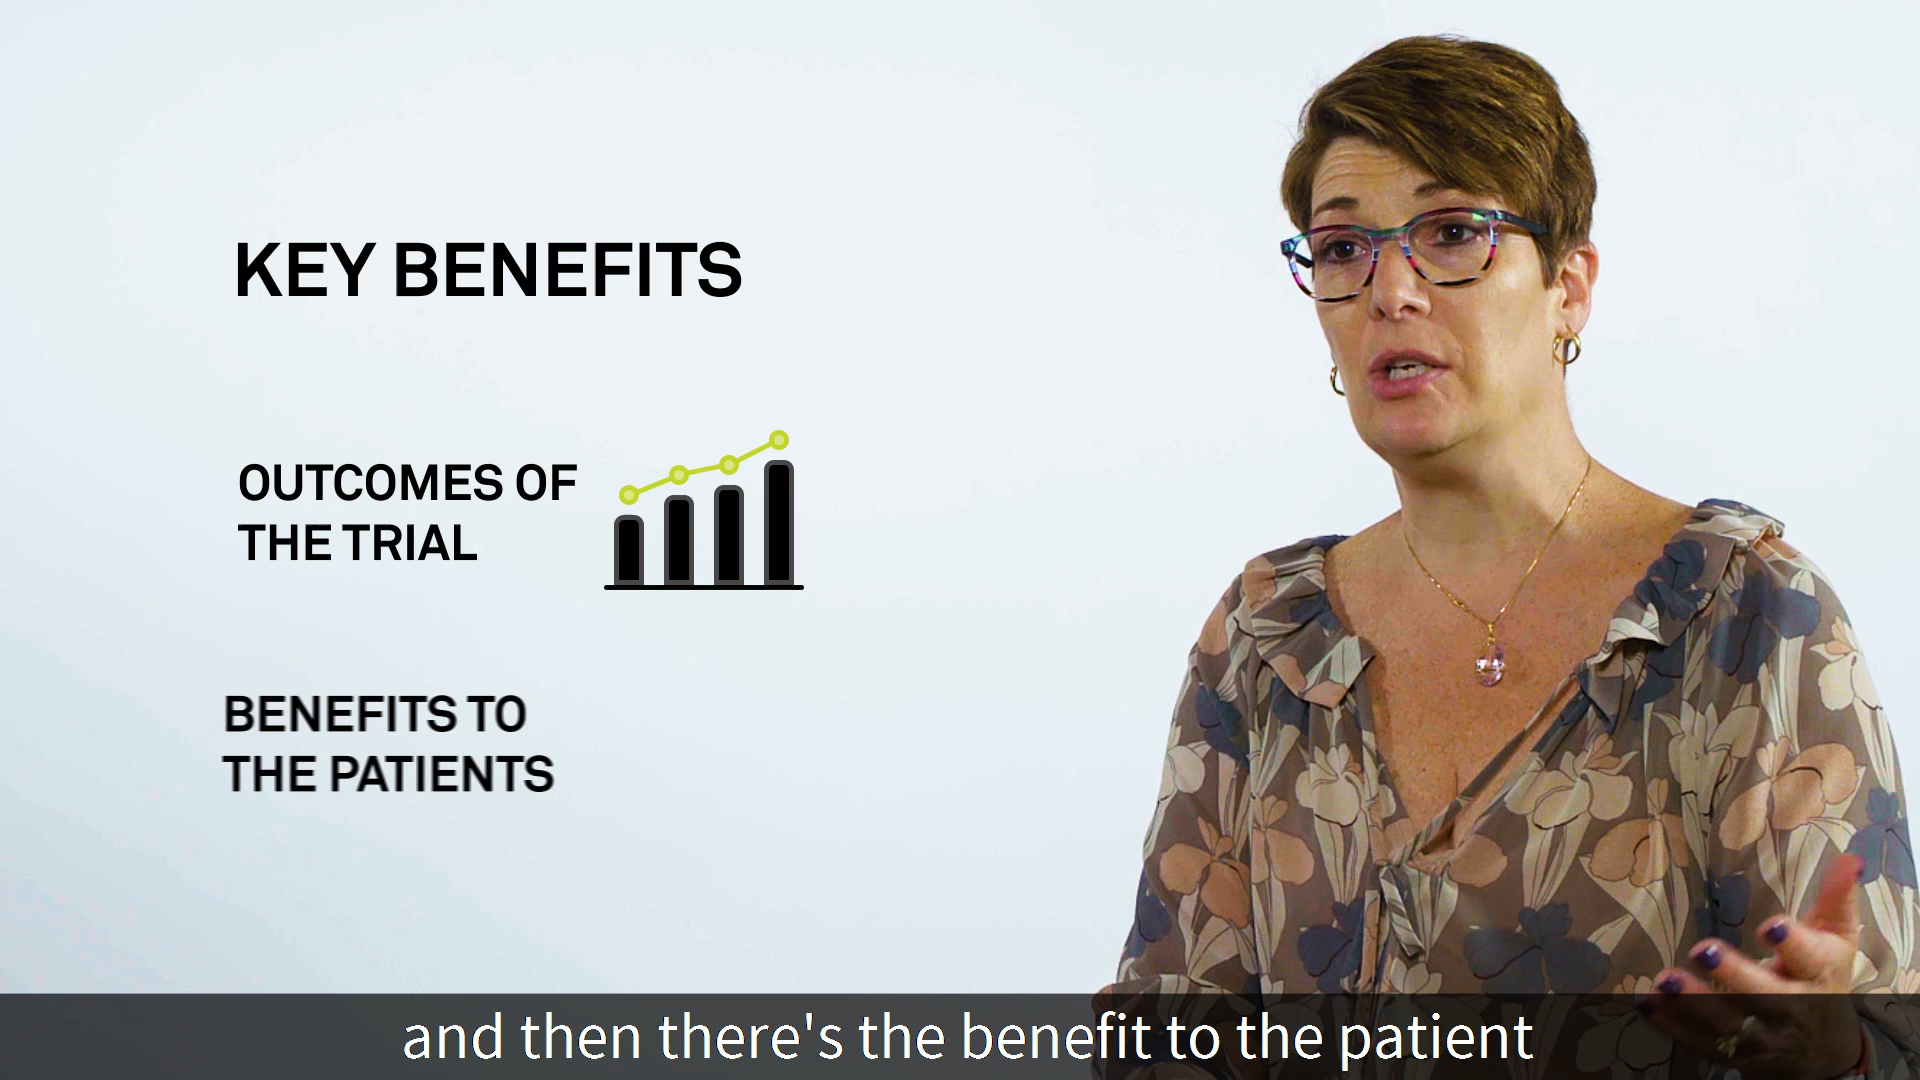 KEY BENEFITS
OUTCOMES OF
THE TRIAL
BENEFITS TO
THE PATIENTS
and then there's the benefit to the patient